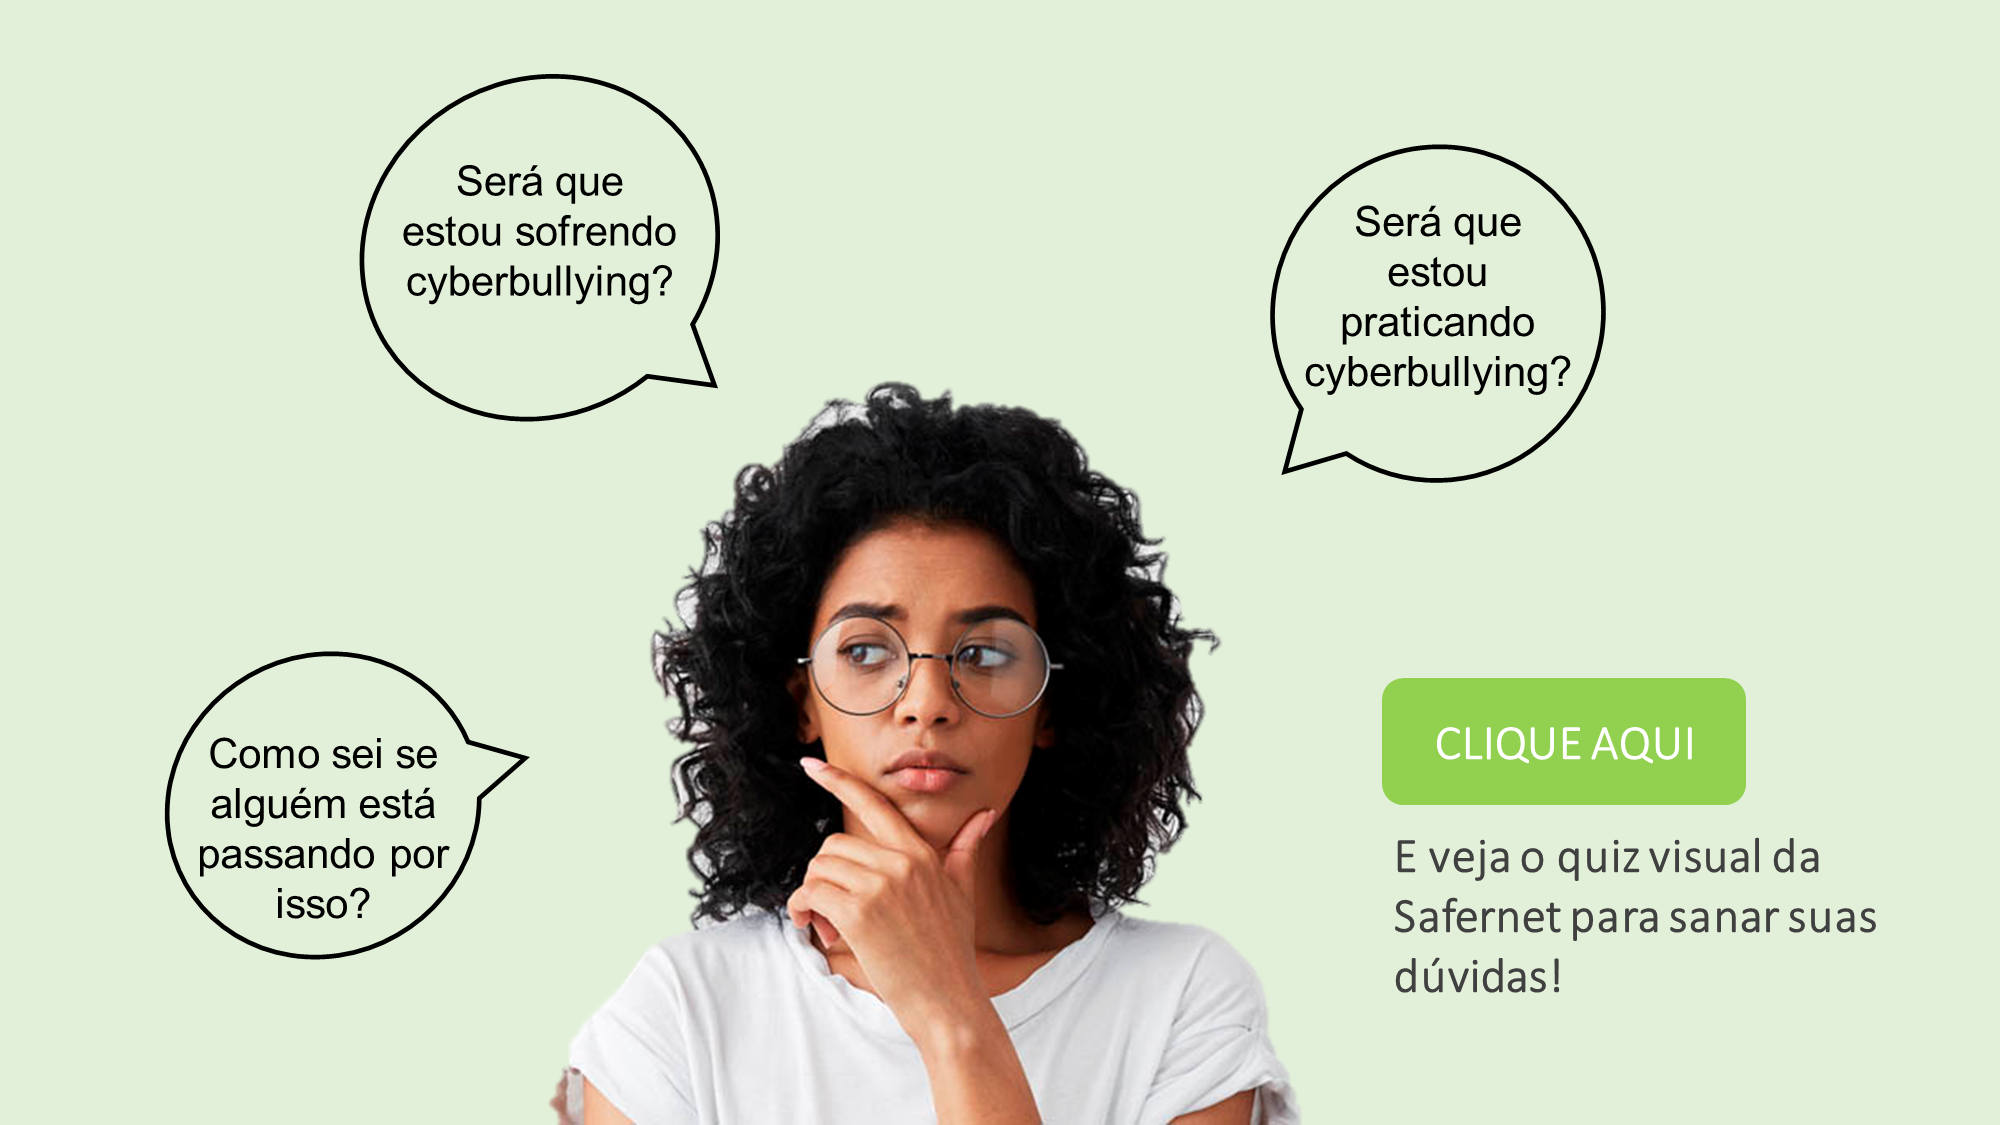 Será que
estou sofrendo
cyberbullying?
Será que
estou
praticando
cyberbullying?
Como sei se
alguém está
passando por
isso?
CLIQUE AQUI
E veja o quiz visual da
Safernet para sanar suas
dúvidas!